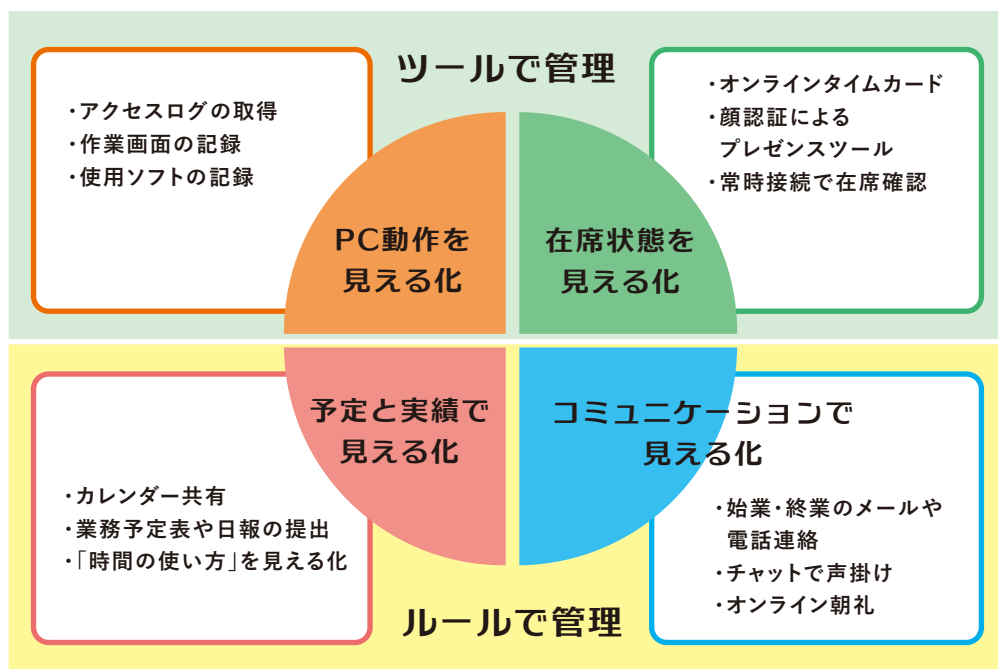 ツールで管理
・アクセスログの取得
・作業画面の記録
・使用ソフトの記録
PC動作を
見える化
・オンラインタイムカード
・顔認証による
プレゼンスツール
・常時接続で在席確認
在席状態を
見える化
予定と実績で
見える化
・カレンダー共有
・業務予定表や日報の提出
・「時間の使い方」を見える化
コミュニケーションで
見える化
・始業・終業のメールや
電話連絡
・チャットで声掛け
・オンライン朝礼
ルールで管理